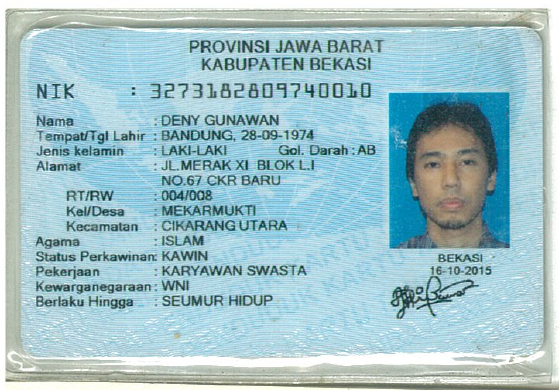 PROVINSI JAWA BARAT
KABUPATEN BEKASI
NIK : 3273182809740010
Nama : DENY GUNAWAN
Tempat/Tgl Lahir : BANDUNG, 28-09-1974
Jenis kelamin : LAKI-LAKI Gol. Darah : AB
Alamat : JL.MERAK XI BLOK L.I
NO.67 CKR BARU
RT/RW : 004/008
Kel/Desa : MEKARMUKTI
Kecamatan : CIKARANG UTARA
Agama : ISLAM
Status Perkawinan: KAWIN
Pekerjaan : KARYAWAN SWASTA
Kewarganegaraan: WNI
Berlaku Hingga : SEUMUR HIDUP
BEKASI
16-10-2015